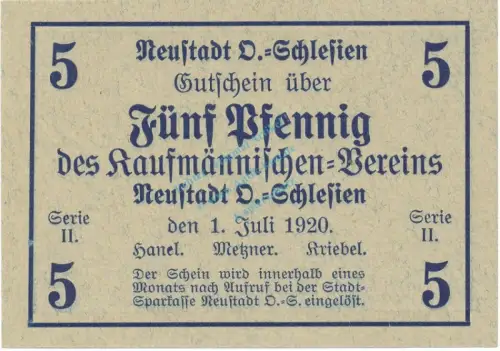 5 Neustadt O.=Schlesien 5
Gutschein über
Fünf Pfennig
des Kaufmännischen=Vereins
Neustadt O.=Schlesien
Serie II. den 1. Juli 1920. Serie II.
Hanel. Metzner. Kriebel.
5 Der Schein wird innerhalb eines 5
Monats nach Aufruf bei der Stadt-
Sparkasse Neustadt O.-S. eingelöst.